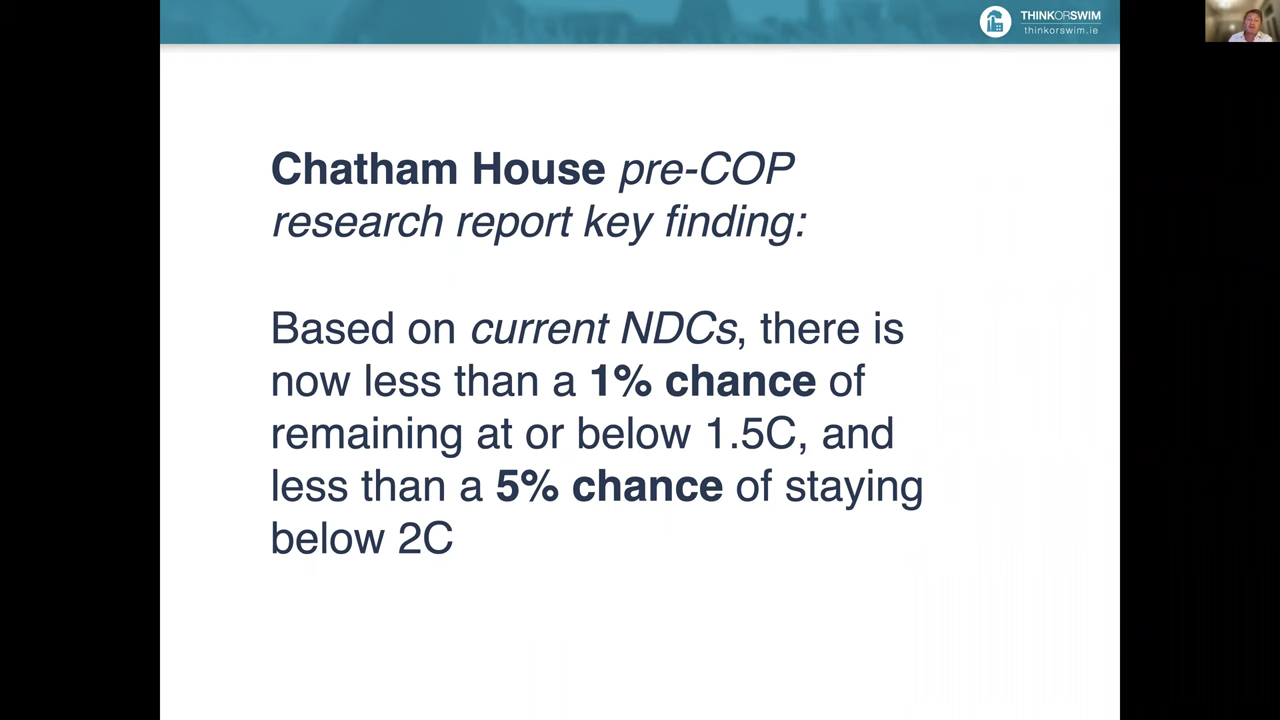 THINKORSWIM
thinkorswim.ie
Chatham House pre-COP
research report key finding:
Based on current NDCs, there is
now less than a 1% chance of
remaining at or below 1.5C, and
less than a 5% chance of staying
below 2C